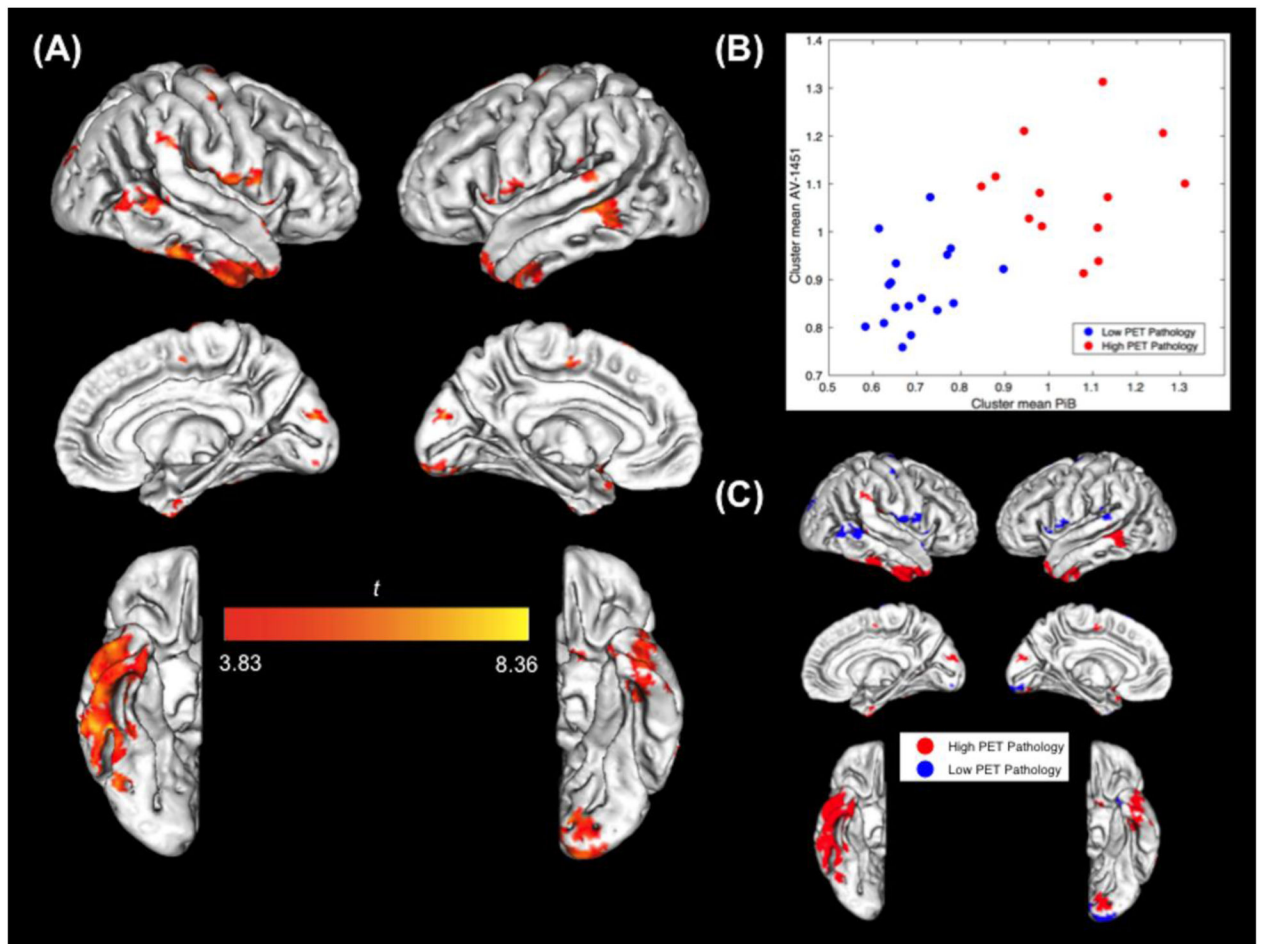 (A)
(B)
1.4
1.3
1.2
1.1
1
0.9
0.8
0.7
Cluster mean AV-1451
Low PET Pathology
High PET Pathology
0.5 0.6 0.7 0.8 0.9 1 1.1 1.2 1.3
Cluster mean PiB
(C)
t
3.83 8.36
High PET Pathology
Low PET Pathology